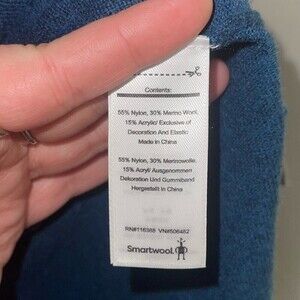 Contents:
55% Nylon, 30% Merino Wool,
15% Acrylic/ Exclusive of
Decoration And Elastic
Made In China
55% Nylon, 30% Merinowolle,
15% Acryl/ Ausgenommen
Dekoration Und Gummiband
Hergestellt in China
RN#116388 VN#506482
Smartwool